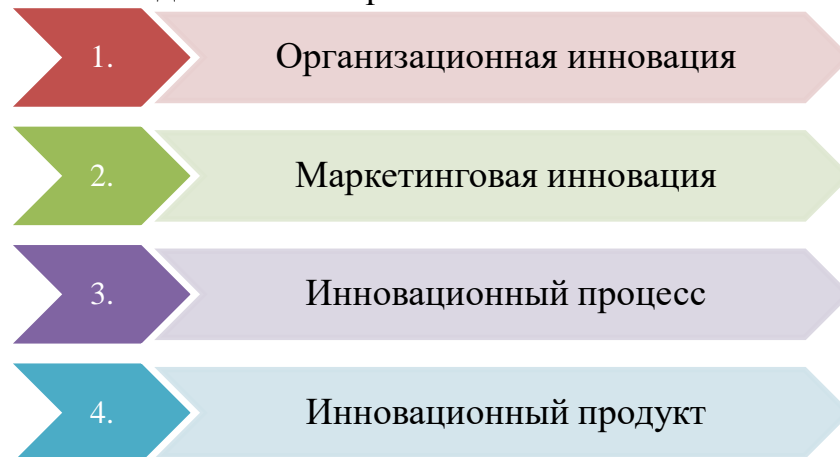 1. Организационная инновация
2. Маркетинговая инновация
3. Инновационный процесс
4. Инновационный продукт